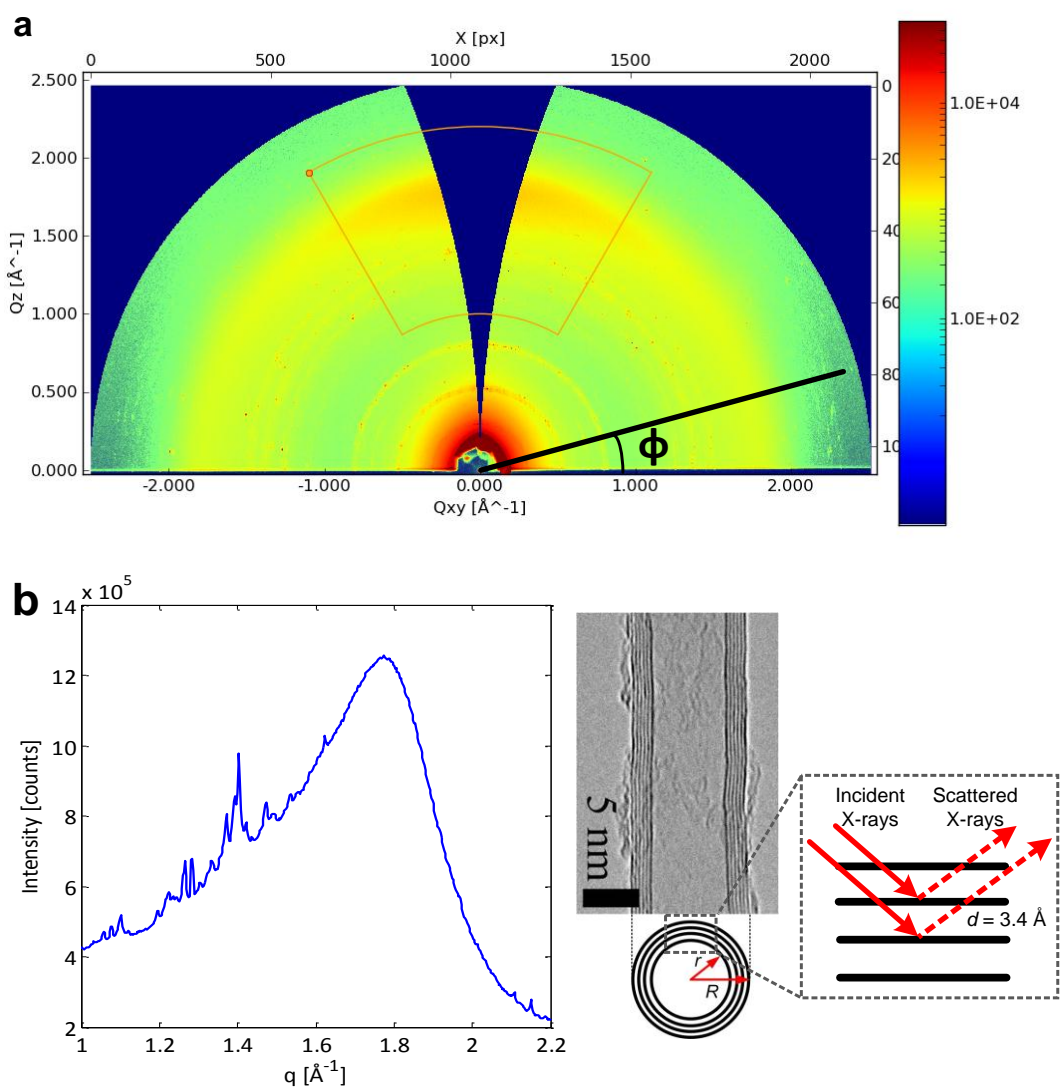 a
X [px]
0 500 1000 1500 2000
2.500
2.000
1.500
1.000
0.500
0.000
Qz [Å^-1]
-2.000 -1.000 0.000 1.000 2.000
Qxy [Å^-1]
ϕ
0
20
40
60
80
10
1.0E+04
1.0E+02
b
x 10^5
14
12
10
8
6
4
2
Intensity [counts]
1 1.2 1.4 1.6 1.8 2 2.2
q [Å^-1]
5 nm
r
R
Incident
X-rays
Scattered
X-rays
d = 3.4 Å